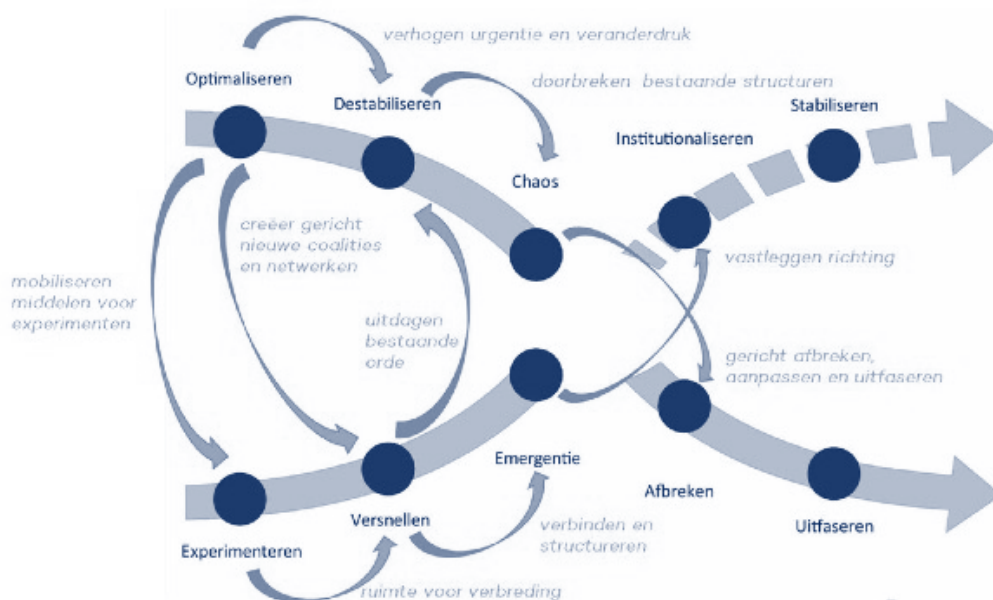 verhogen urgentie en veranderdruk
Optimaliseren
doorbreken bestaande structuren
Destabiliseren
Stabiliseren
Institutionaliseren
Chaos
creëer gericht
nieuwe coalities
en netwerken
vastleggen richting
mobiliseren
middelen voor
experimenten
uitdagen
bestaande
orde
gericht afbreken,
aanpassen en uitfaseren
Emergentie
Afbreken
Versnellen
Uitfaseren
Experimenteren
verbinden en
structureren
ruimte voor verbreding